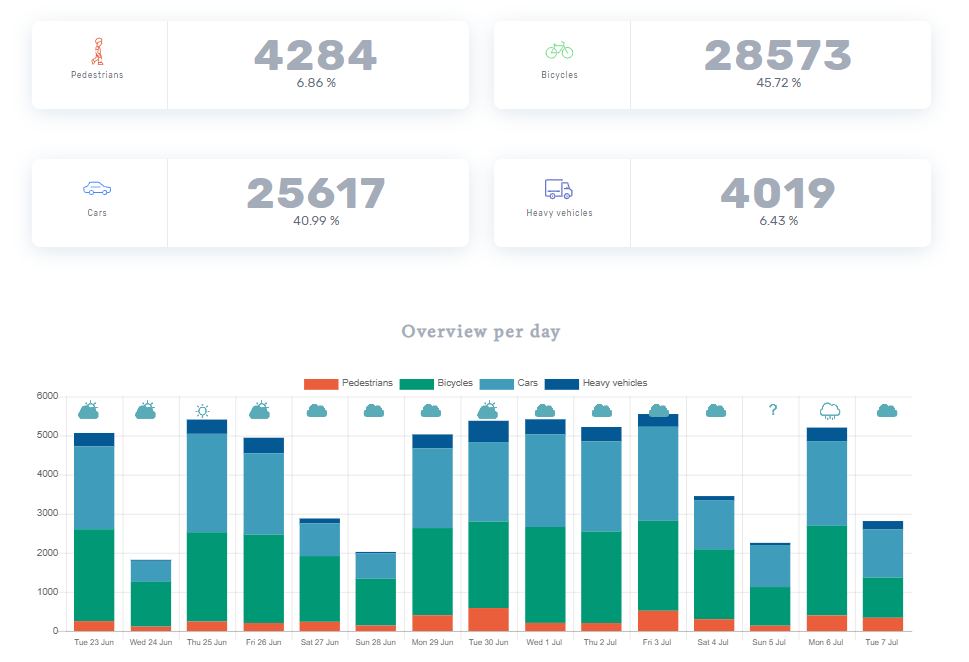 4284
6.86 %
Pedestrians
28573
45.72 %
Bicycles
25617
40.99 %
Cars
4019
6.43 %
Heavy vehicles
Overview per day
Pedestrians Bicycles Cars Heavy vehicles
6000
?
5000
4000
3000
2000
1000
0
Tue 23 Jun Wed 24 Jun Thu 25 Jun Fri 26 Jun Sat 27 Jun Sun 28 Jun Mon 29 Jun Tue 30 Jun Wed 1 Jul Thu 2 Jul Fri 3 Jul Sat 4 Jul Sun 5 Jul Mon 6 Jul Tue 7 Jul